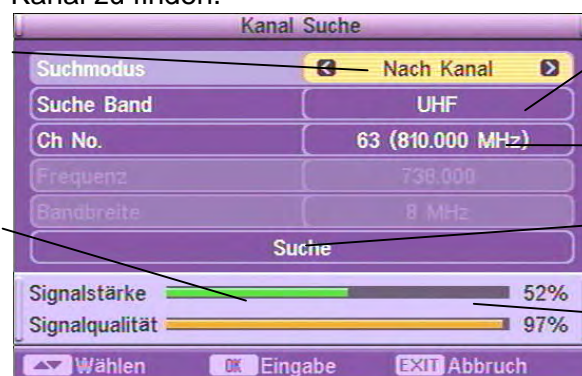 Kanal zu finden.
Kanal Suche
Suchmodus Nach Kanal
Suche Band UHF
Ch No. 63 (810.000 MHz)
Frequenz 738.000
Bandbreite 8 MHz
Suche
Signalstärke 52%
Signalqualität 97%
Wählen OK Eingabe EXIT Abbruch